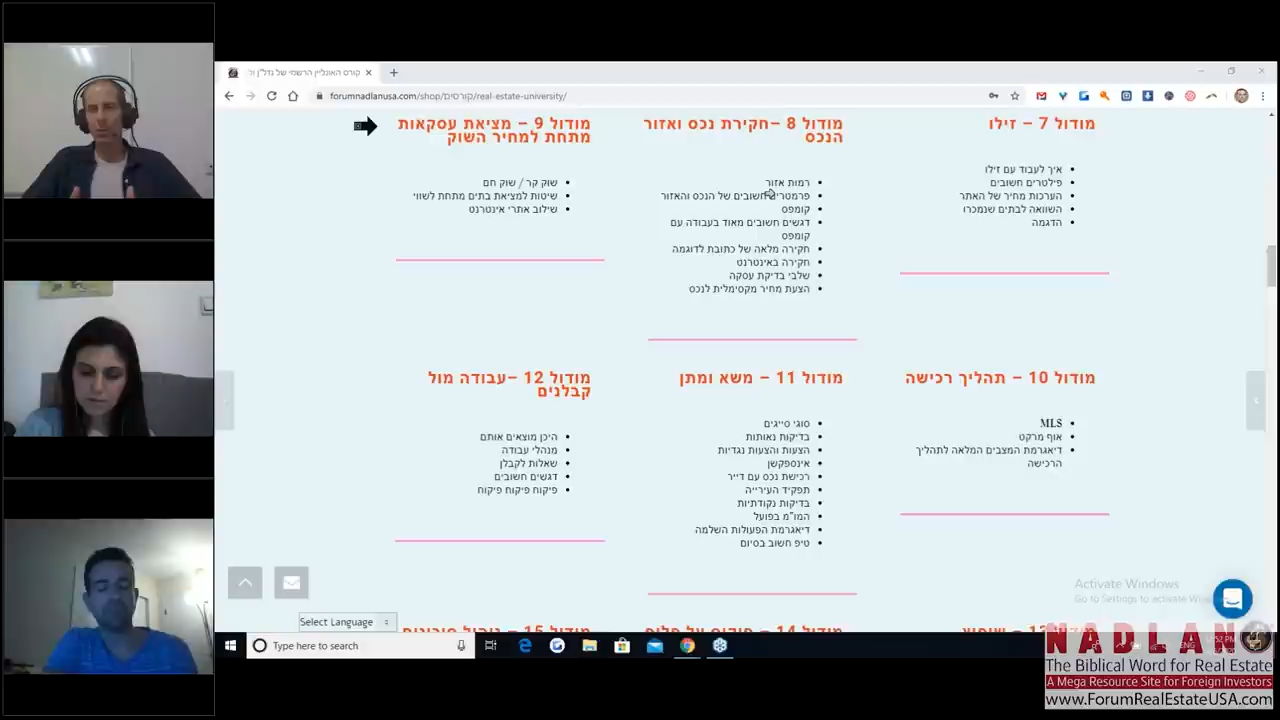 קורס האונליין הרשמי של נדל"ן ול
forumnadlanusa.com/shop/קורסים/real-estate-university/
מודול 7 – זילו
איך לעבוד עם זילו
פילטרים חשובים
הערכות מחיר של האתר
השוואה לבתים שנמכרו
הדגמה
מודול 8 –חקירת נכס ואזור
הנכס
רמות אזור
פרמטרים חשובים של הנכס והאזור
קומפס
דגשים חשובים מאוד בעבודה עם
קומפס
חקירה מלאה של כתובת לדוגמה
חקירה באינטרנט
שלבי בדיקת עסקה
הצעת מחיר מקסימלית לנכס
מודול 9 – מציאת עסקאות
מתחת למחיר השוק
שוק קר / שוק חם
שיטות למציאת בתים מתחת לשווי
שילוב אתרי אינטרנט
מודול 10 – תהליך רכישה
MLS
אוף מרקט
דיאגרמת המצבים המלאה לתהליך
הרכישה
מודול 11 – משא ומתן
סוגי סייגים
בדיקות נאותות
הצעות והצעות נגדיות
אינספקשן
רכישת נכס עם דייר
תפקיד העירייה
בדיקות נקודתיות
המו"מ בפועל
דיאגרמת הפעולות השלמה
טיפ חשוב בסיום
מודול 12 –עבודה מול
קבלנים
היכן מוצאים אותם
מנהלי עבודה
שאלות לקבלן
דגשים חשובים
פיקוח פיקוח פיקוח
Activate Windows
Go to Settings to activate
Select Language
Type here to search
ENG
NADLAN
The Biblical Word for Real Estate
A Mega Resource Site for Foreign Investors
www.ForumRealEstateUSA.com